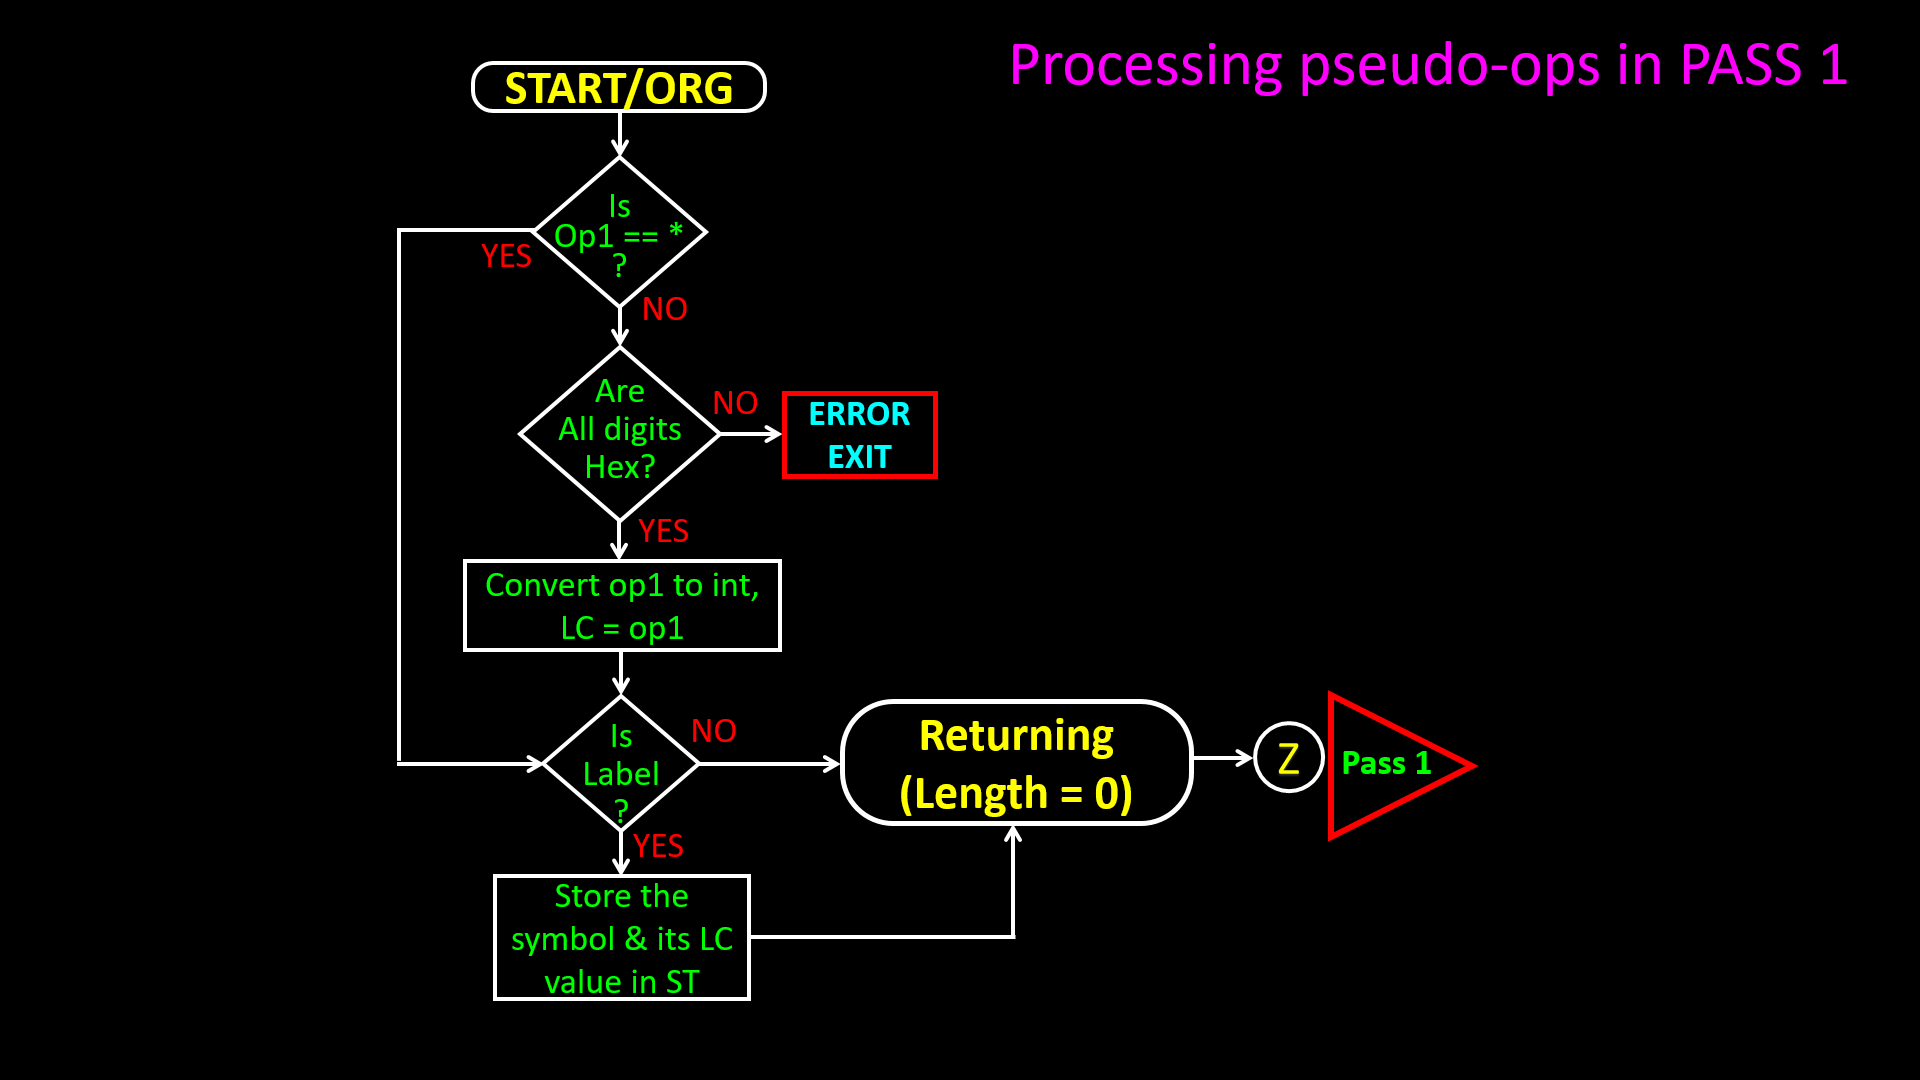 Processing pseudo-ops in PASS 1
START/ORG
Is
Op1 == *
?
YES
NO
Are
All digits
Hex?
NO
ERROR
EXIT
YES
Convert op1 to int,
LC = op1
Is
Label
?
NO
Returning
(Length = 0)
Z
Pass 1
YES
Store the
symbol & its LC
value in ST